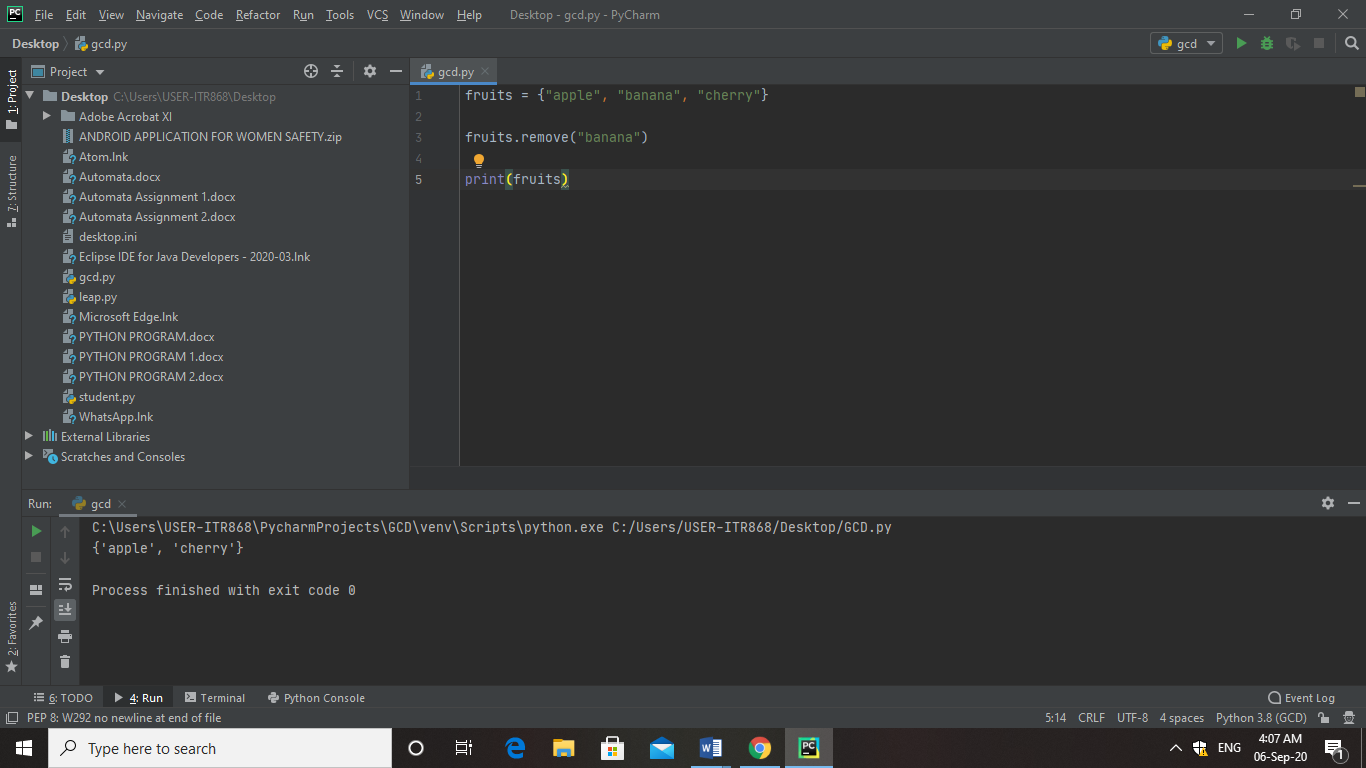 File Edit View Navigate Code Refactor Run Tools VCS Window Help Desktop - gcd.py - PyCharm
Desktop gcd.py gcd
1: Project
7: Structure
2: Favorites
Project
Desktop C:\Users\USER-ITR868\Desktop
Adobe Acrobat XI
ANDROID APPLICATION FOR WOMEN SAFETY.zip
Atom.lnk
Automata.docx
Automata Assignment 1.docx
Automata Assignment 2.docx
desktop.ini
Eclipse IDE for Java Developers - 2020-03.lnk
gcd.py
leap.py
Microsoft Edge.lnk
PYTHON PROGRAM.docx
PYTHON PROGRAM 1.docx
PYTHON PROGRAM 2.docx
student.py
WhatsApp.lnk
External Libraries
Scratches and Consoles
gcd.py
1 fruits = {"apple", "banana", "cherry"}
2
3 fruits.remove("banana")
4
5 print(fruits)
Run: gcd
C:\Users\USER-ITR868\PycharmProjects\GCD\venv\Scripts\python.exe C:/Users/USER-ITR868/Desktop/GCD.py
{'apple', 'cherry'}
Process finished with exit code 0
6: TODO 4: Run Terminal Python Console Event Log
PEP 8: W292 no newline at end of file 5:14 CRLF UTF-8 4 spaces Python 3.8 (GCD)
Type here to search ENG 4:07 AM
06-Sep-20 1